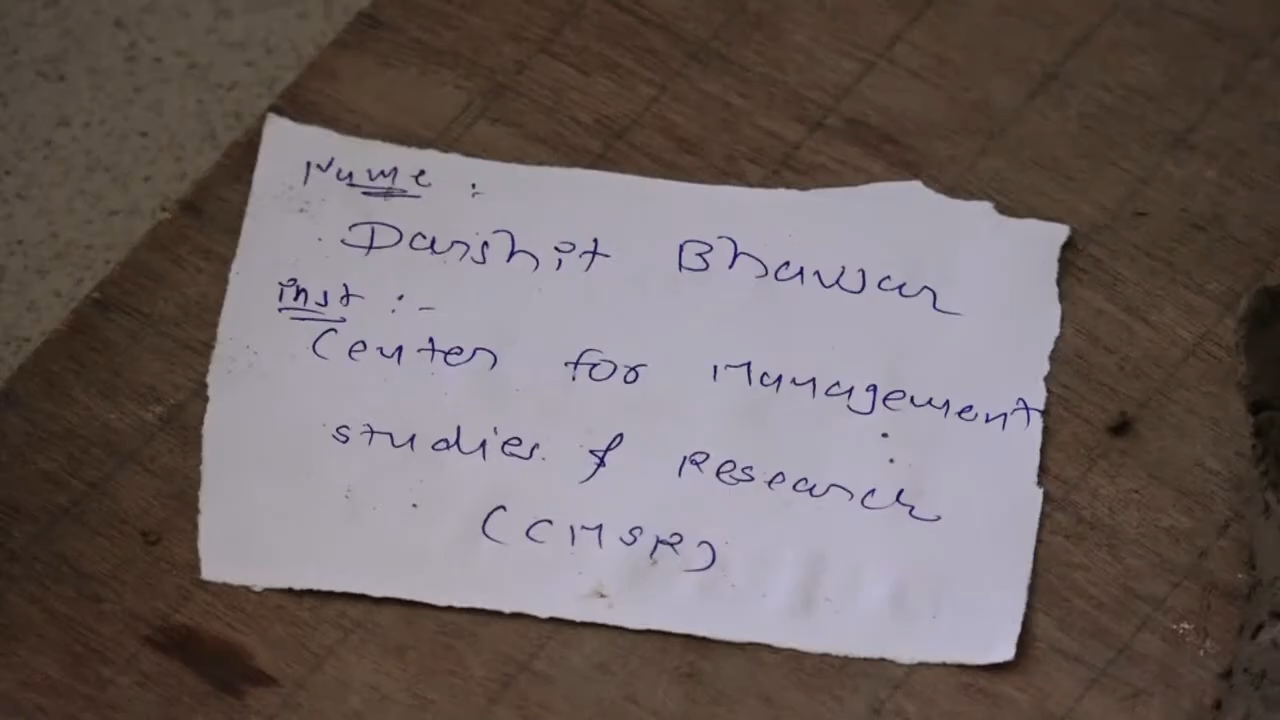 Name :
Darshit Bhawar
inst :-
Center for Management
studies & Research
(CMSR)